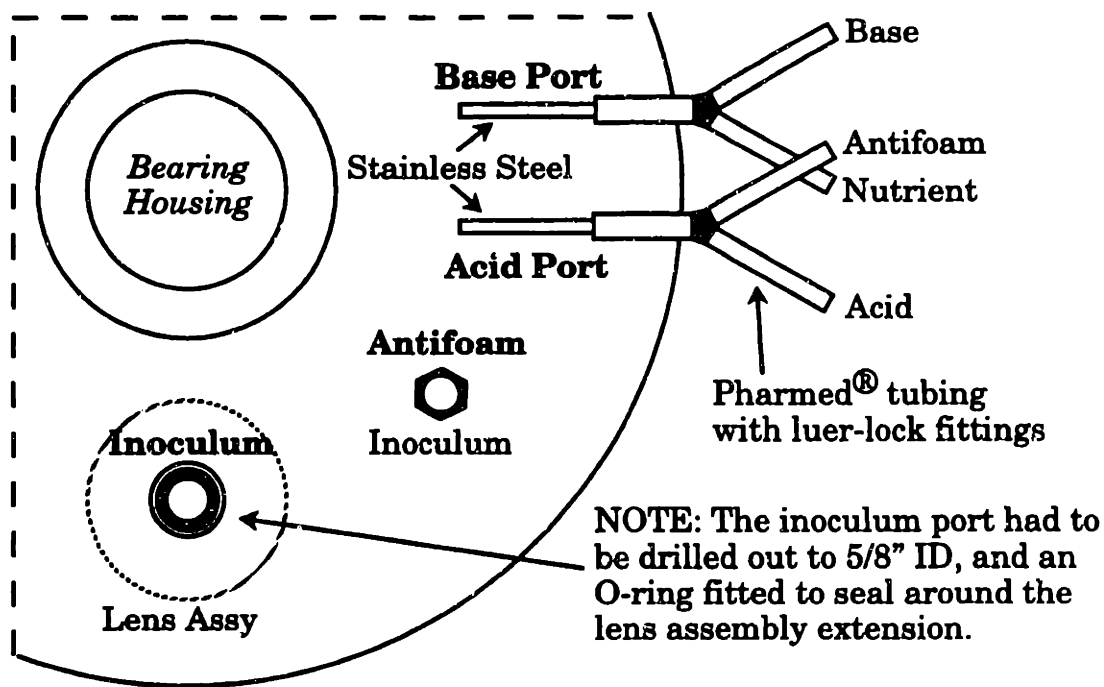 Base
Base Port
Bearing
Housing
Stainless Steel
Antifoam
Nutrient
Acid Port
Acid
Antifoam
Inoculum
Pharmed® tubing
with luer-lock fittings
Inoculum
Lens Assy
NOTE: The inoculum port had to
be drilled out to 5/8” ID, and an
O-ring fitted to seal around the
lens assembly extension.